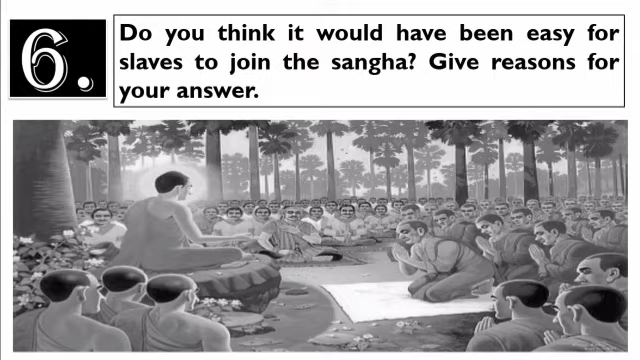 6.
Do you think it would have been easy for
slaves to join the sangha? Give reasons for
your answer.